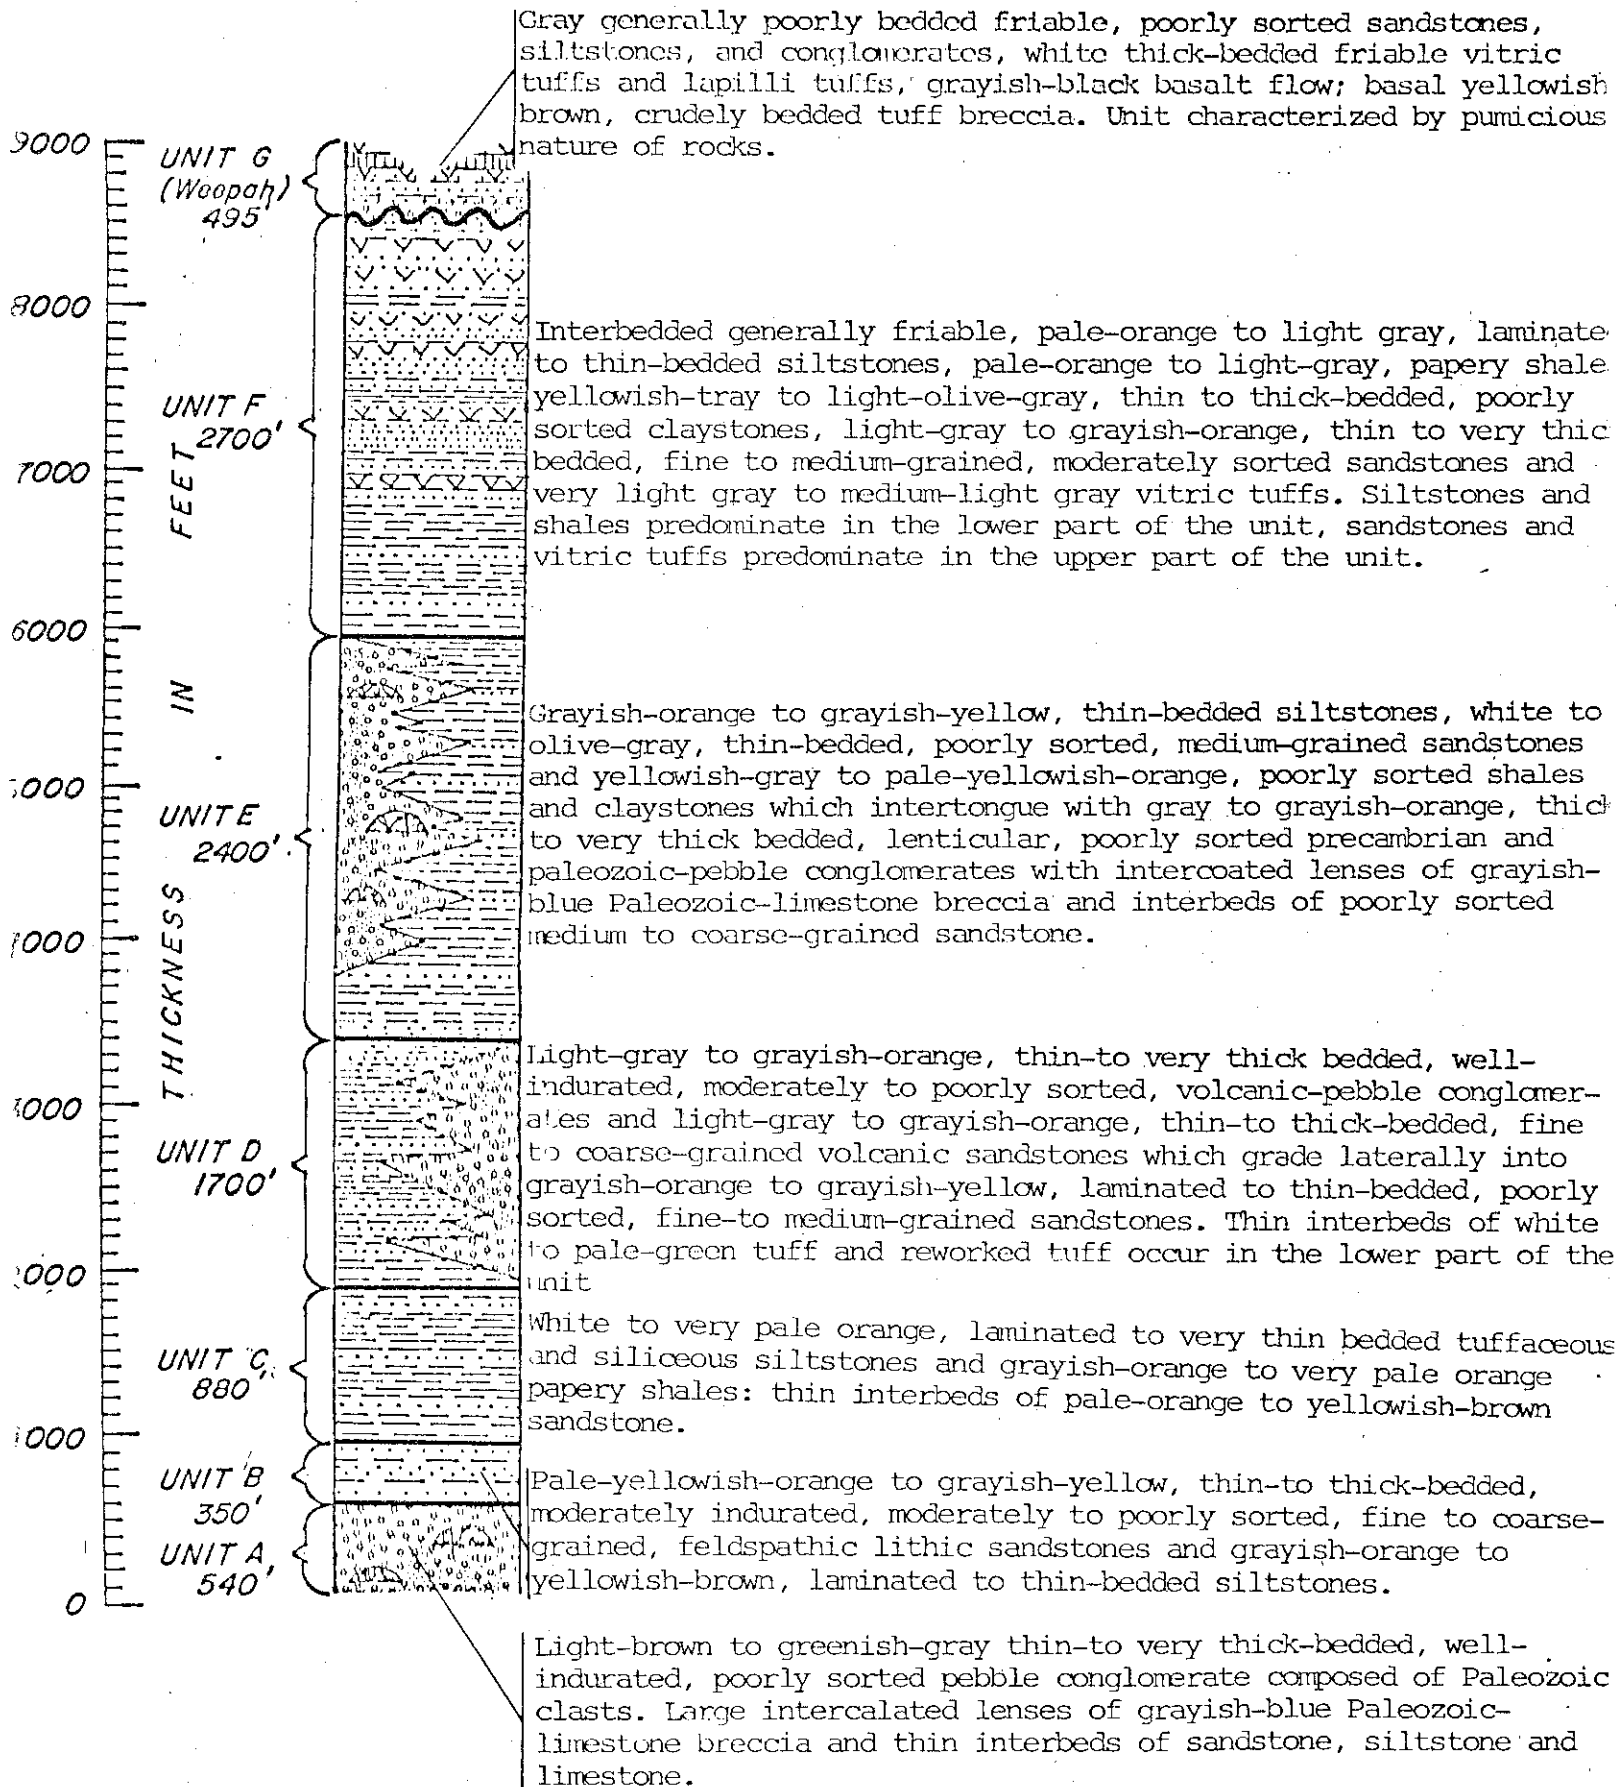 Gray generally poorly bedded friable, poorly sorted sandstones,
siltstones, and conglomerates, white thick-bedded friable vitric
tuffs and lapilli tuffs, grayish-black basalt flow; basal yellowish
brown, crudely bedded tuff breccia. Unit characterized by pumicious
nature of rocks.
9000
UNIT G
(Woopah)
495'
8000
Interbedded generally friable, pale-orange to light gray, laminate
to thin-bedded siltstones, pale-orange to light-gray, papery shale
yellowish-tray to light-olive-gray, thin to thick-bedded, poorly
sorted claystones, light-gray to grayish-orange, thin to very thic
bedded, fine to medium-grained, moderately sorted sandstones and
very light gray to medium-light gray vitric tuffs. Siltstones and
shales predominate in the lower part of the unit, sandstones and
vitric tuffs predominate in the upper part of the unit.
UNIT F
2700'
7000
THICKNESS IN FEET
6000
Grayish-orange to grayish-yellow, thin-bedded siltstones, white to
olive-gray, thin-bedded, poorly sorted, medium-grained sandstones
and yellowish-gray to pale-yellowish-orange, poorly sorted shales
and claystones which intertongue with gray to grayish-orange, thick
to very thick bedded, lenticular, poorly sorted precambrian and
paleozoic-pebble conglomerates with intercoated lenses of grayish-
blue Paleozoic-limestone breccia and interbeds of poorly sorted
medium to coarse-grained sandstone.
000
UNIT E
2400'
000
Light-gray to grayish-orange, thin-to very thick bedded, well-
indurated, moderately to poorly sorted, volcanic-pebble conglomer-
ates and light-gray to grayish-orange, thin-to thick-bedded, fine
to coarse-grained volcanic sandstones which grade laterally into
grayish-orange to grayish-yellow, laminated to thin-bedded, poorly
sorted, fine-to medium-grained sandstones. Thin interbeds of white
to pale-green tuff and reworked tuff occur in the lower part of the
unit
000
UNIT D
1700'
000
White to very pale orange, laminated to very thin bedded tuffaceous
and siliceous siltstones and grayish-orange to very pale orange
papery shales: thin interbeds of pale-orange to yellowish-brown
sandstone.
UNIT C
880'
1000
UNIT B
350'
Pale-yellowish-orange to grayish-yellow, thin-to thick-bedded,
moderately indurated, moderately to poorly sorted, fine to coarse-
grained, feldspathic lithic sandstones and grayish-orange to
yellowish-brown, laminated to thin-bedded siltstones.
UNIT A
540'
0
Light-brown to greenish-gray thin-to very thick-bedded, well-
indurated, poorly sorted pebble conglomerate composed of Paleozoic
clasts. Large intercalated lenses of grayish-blue Paleozoic-
limestone breccia and thin interbeds of sandstone, siltstone and
limestone.